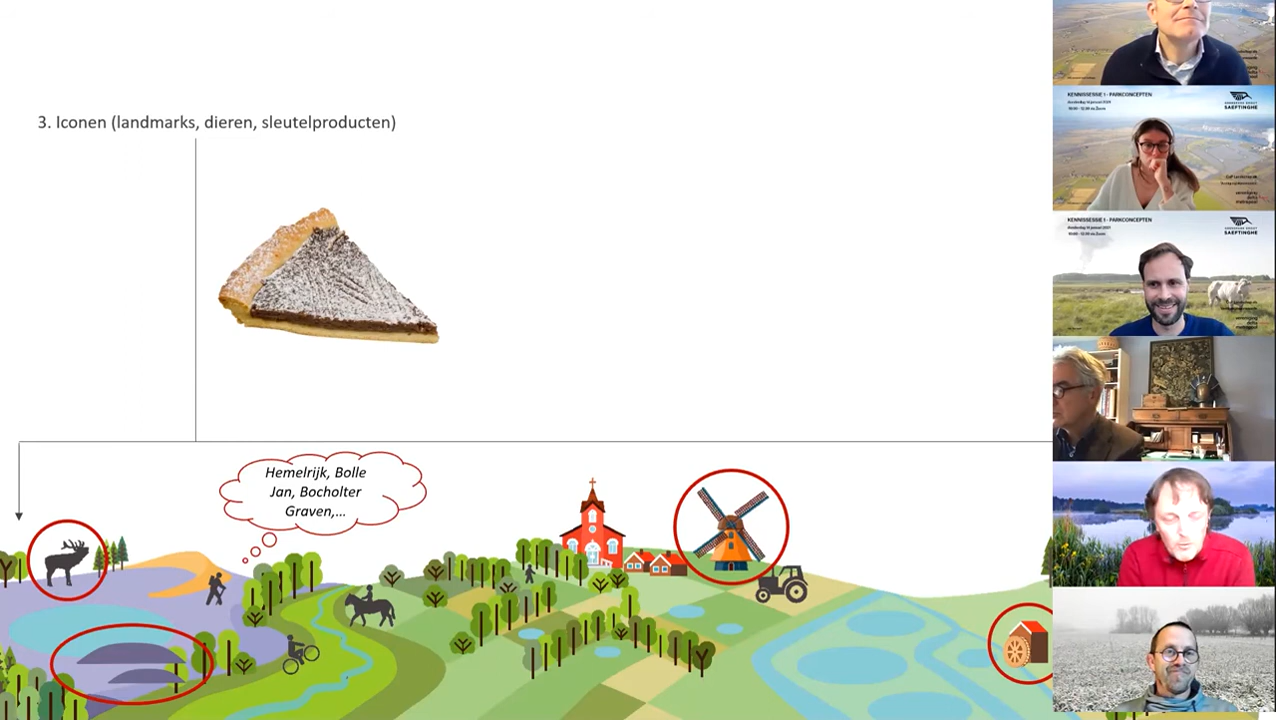 3. Iconen (landmarks, dieren, sleutelproducten)
Hemelrijk, Bolle
Jan, Bocholter
Graven,...
KENNISSESSIE 1 - PARKCONCEPTEN
SAEFTINGHE
KENNISSESSIE 1 - PARKCONCEPTEN
SAEFTINGHE